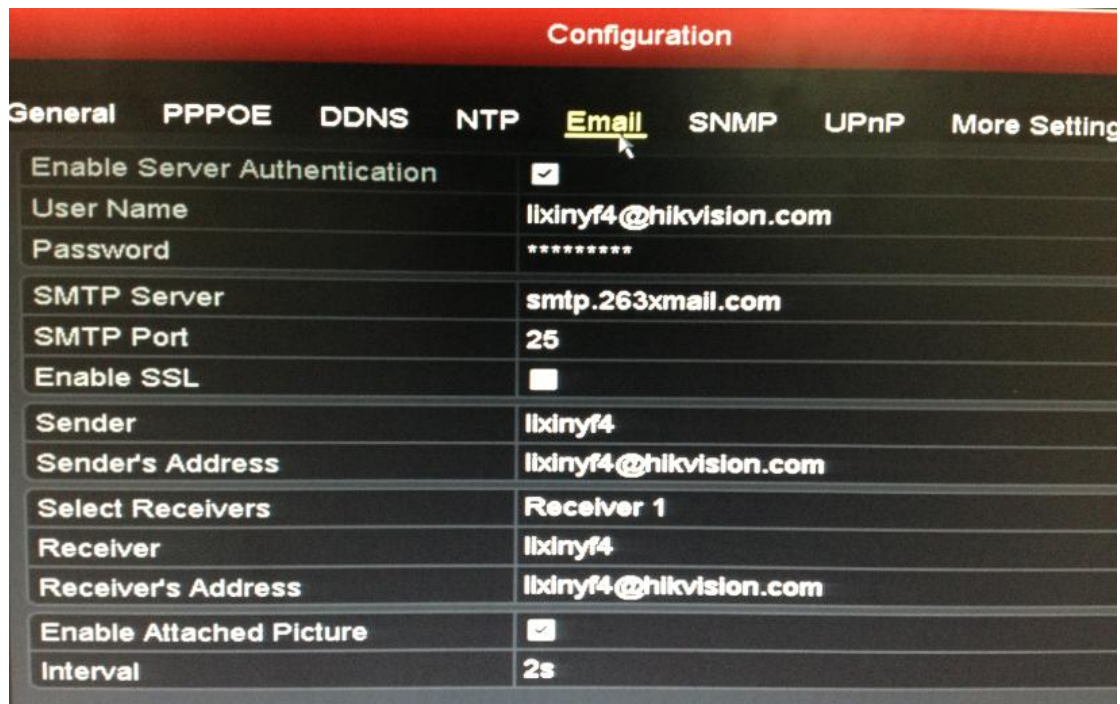 Configuration
General PPPOE DDNS NTP Email SNMP UPnP More Setting
Enable Server Authentication
User Name lixinyf4@hikvision.com
Password *********
SMTP Server smtp.263xmail.com
SMTP Port 25
Enable SSL
Sender lixinyf4
Sender's Address lixinyf4@hikvision.com
Select Receivers Receiver 1
Receiver lixinyf4
Receiver's Address lixinyf4@hikvision.com
Enable Attached Picture
Interval 2s